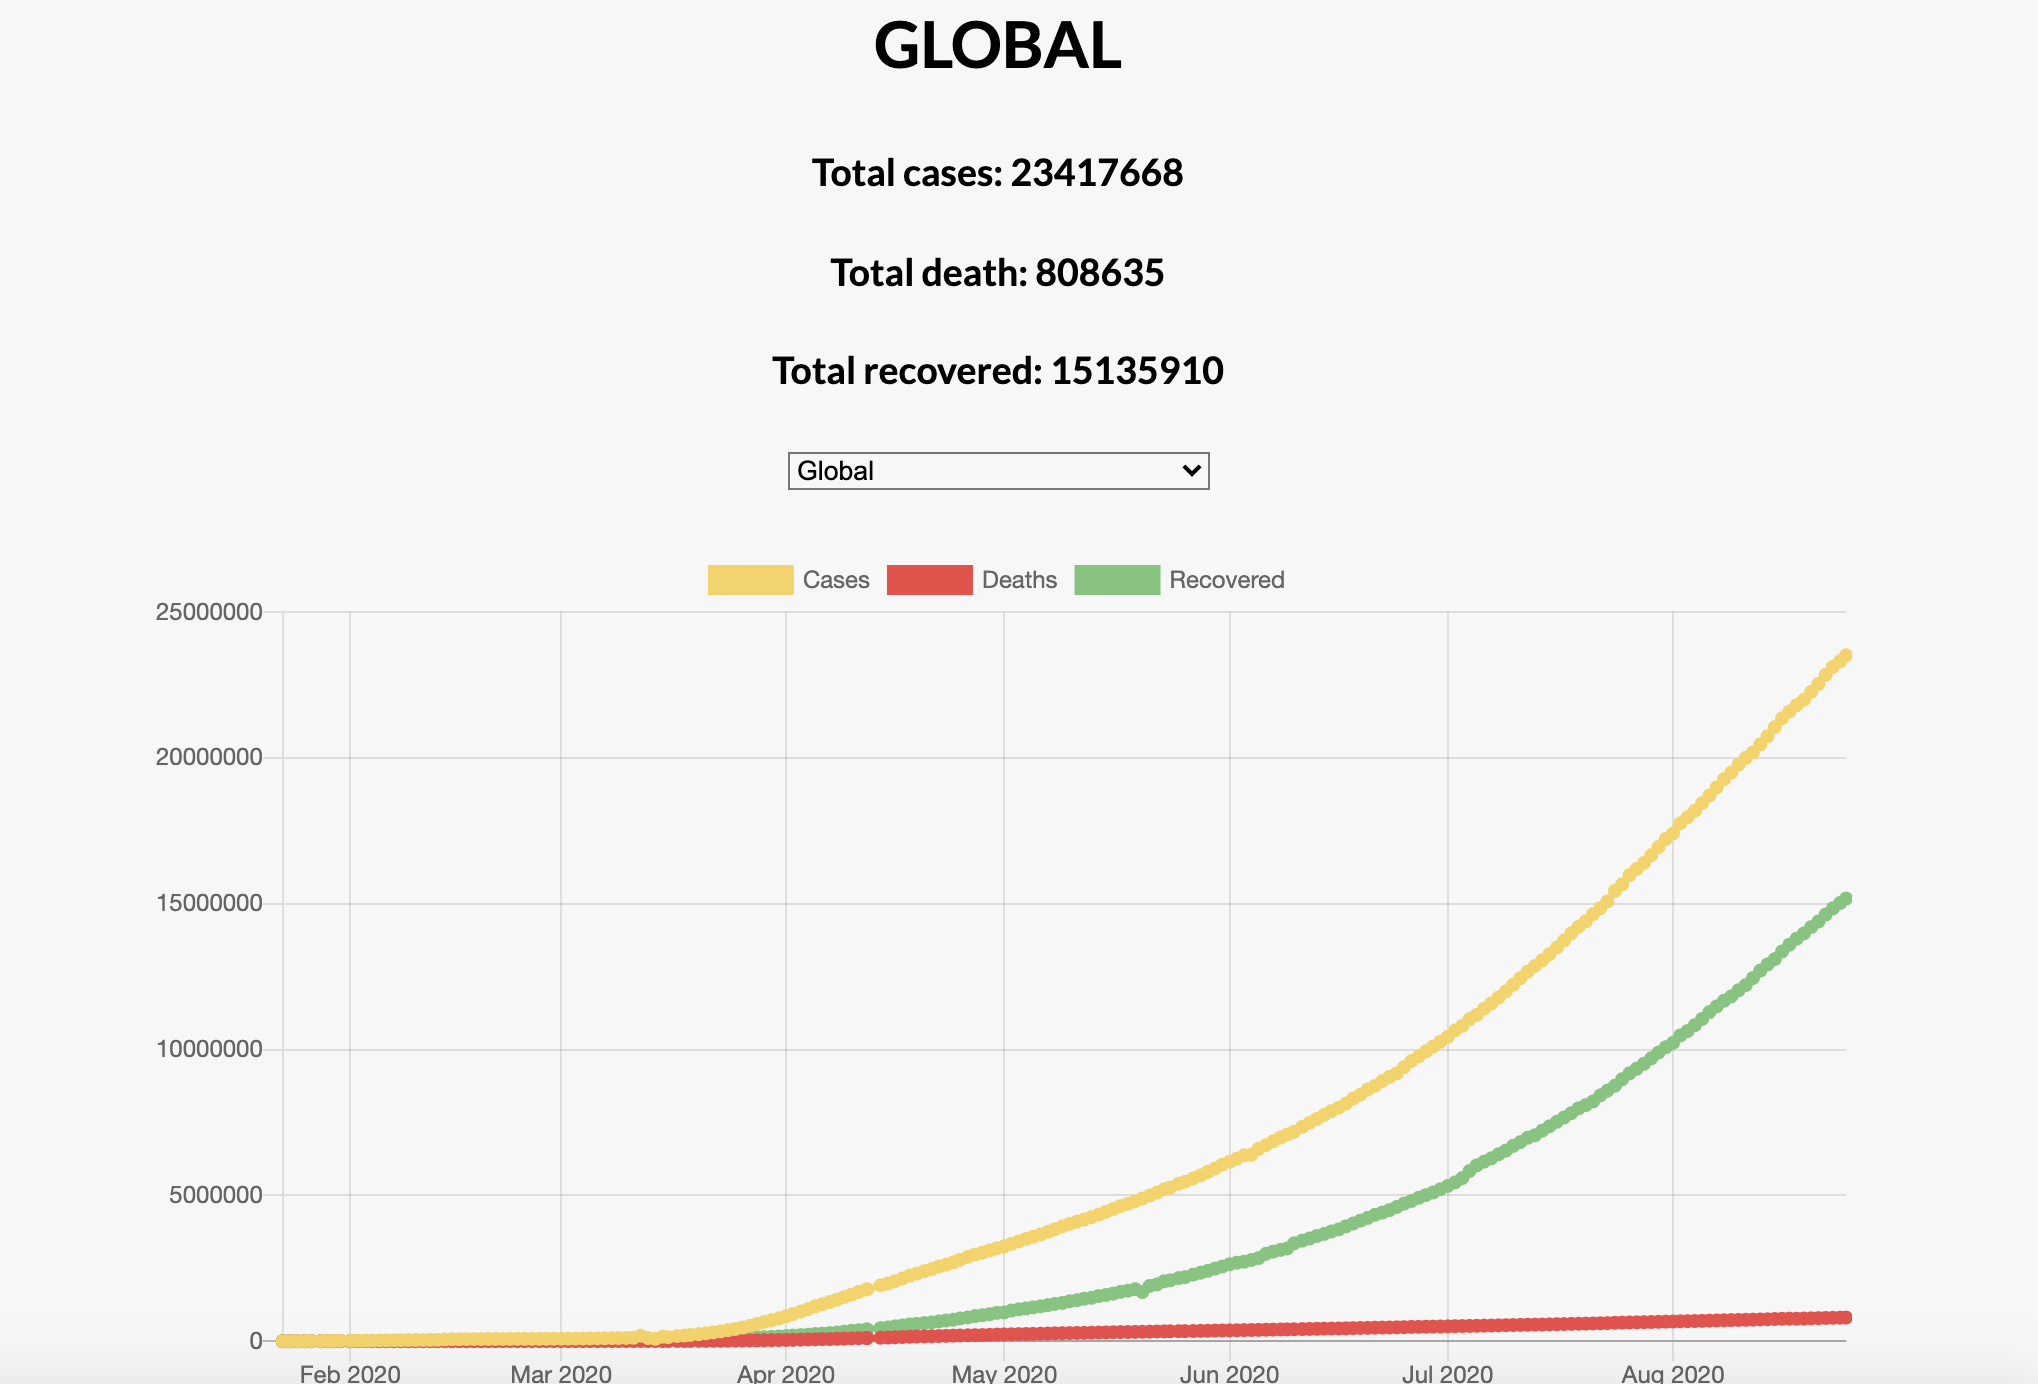 GLOBAL
Total cases: 23417668
Total death: 808635
Total recovered: 15135910
Global
Cases Deaths Recovered
25000000
20000000
15000000
10000000
5000000
0
Feb 2020 Mar 2020 Apr 2020 May 2020 Jun 2020 Jul 2020 Aug 2020